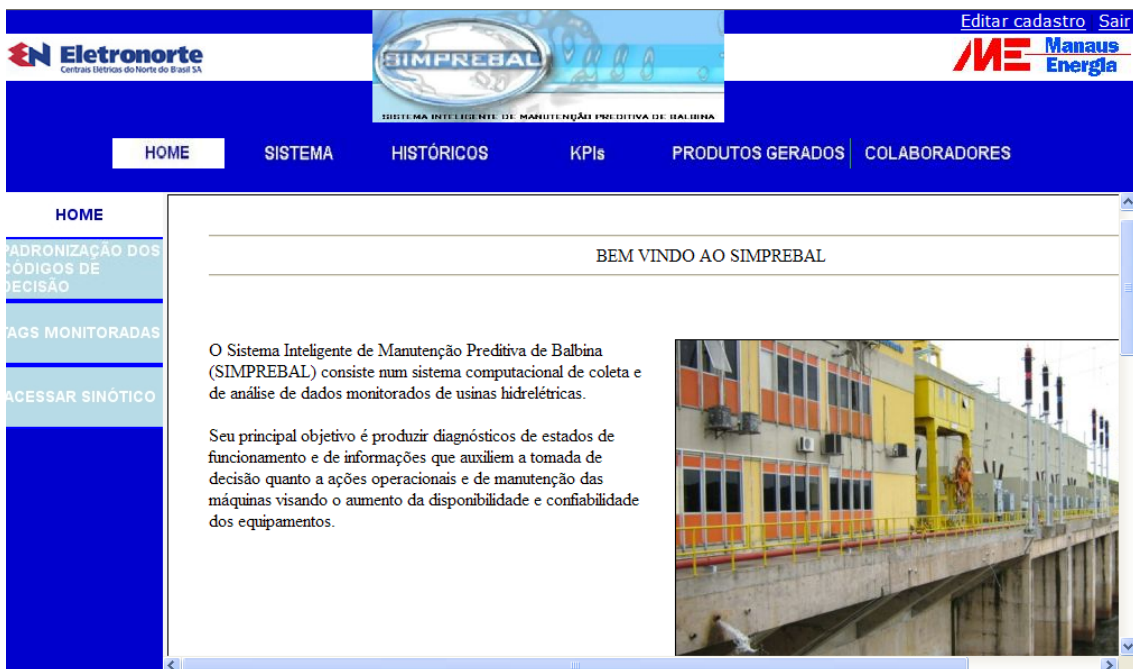 Editar cadastro Sair
Eletronorte
Centrais Elétricas do Norte do Brasil SA
SIMPREBAL
ME Manaus
Energia
SISTEMA INTELIGENTE DE MANUTENÇÃO PREDITIVA DE BALBINA
HOME SISTEMA HISTÓRICOS KPIs PRODUTOS GERADOS COLABORADORES
HOME
PADRONIZAÇÃO DOS
CÓDIGOS DE
DECISÃO
TAGS MONITORADAS
ACESSAR SINÓTICO
BEM VINDO AO SIMPREBAL
O Sistema Inteligente de Manutenção Preditiva de Balbina
(SIMPREBAL) consiste num sistema computacional de coleta e
de análise de dados monitorados de usinas hidrelétricas.
Seu principal objetivo é produzir diagnósticos de estados de
funcionamento e de informações que auxiliem a tomada de
decisão quanto a ações operacionais e de manutenção das
máquinas visando o aumento da disponibilidade e confiabilidade
dos equipamentos.